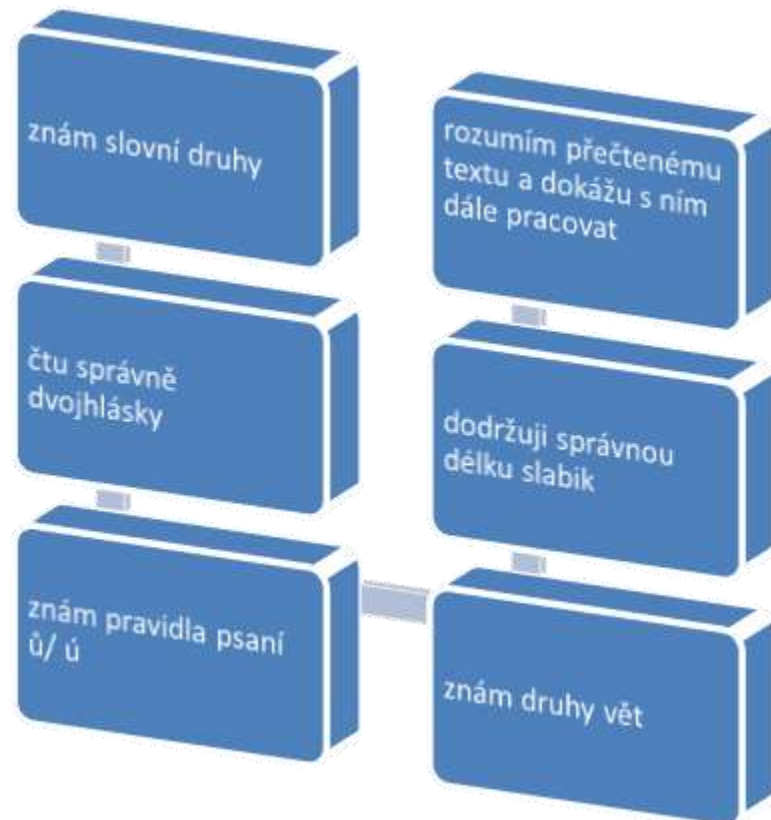 znám slovní druhy
čtu správně
dvojhlásky
znám pravidla psaní
ů/ ú
znám druhy vět
dodržuji správnou
délku slabik
rozumím přečtenému
textu a dokážu s ním
dále pracovat